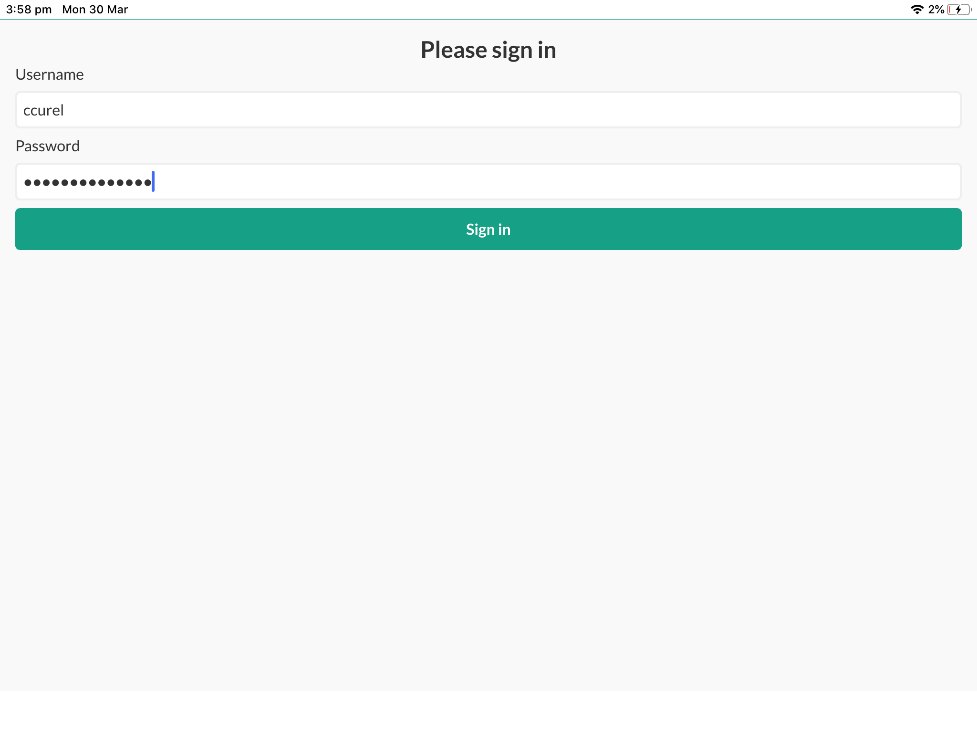 3:58 pm Mon 30 Mar 2%
Please sign in
Username
ccurel
Password
••••••••••••••
Sign in